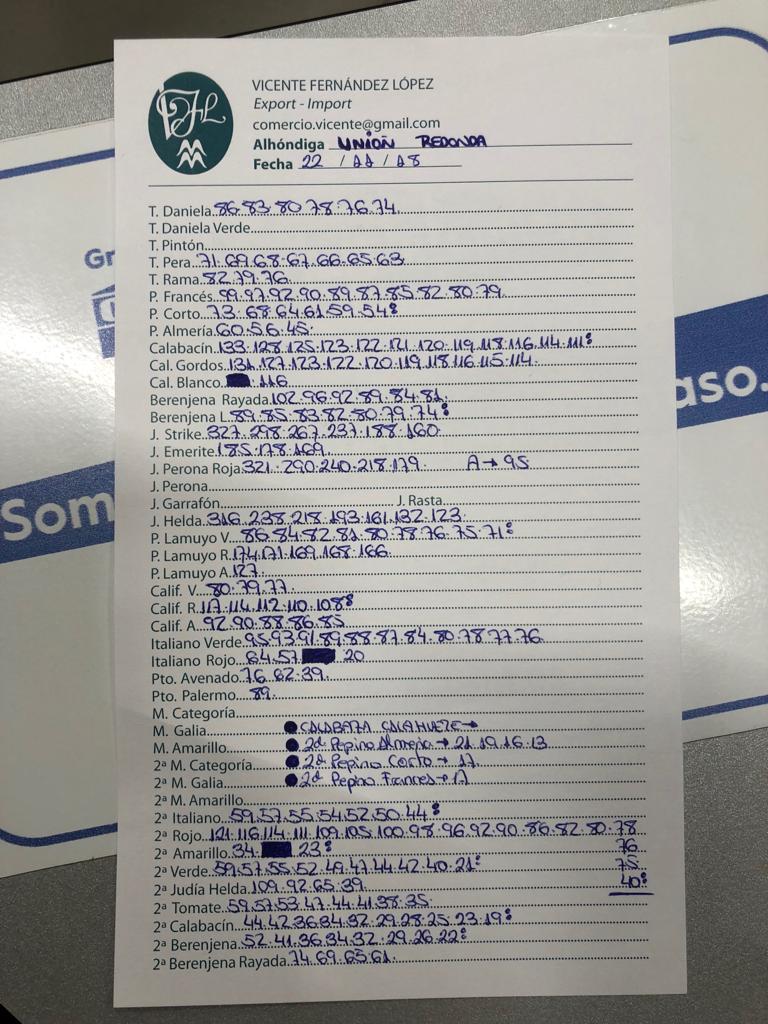 VICENTE FERNÁNDEZ LÓPEZ
Export - Import
comercio.vicente@gmail.com
Alhóndiga UNION REDONDA
Fecha 22 / 11 / 18
T. Daniela 86.83.80.78.76.74
T. Daniela Verde
T. Pintón
T. Pera 71.69.68.67.66.65.63
T. Rama 82.79.76
P. Francés 99.97.92.90.89.87.85.82.80.79
P. Corto 73.68.64.61.59.54
P. Almería 60.56.45
Calabacín 133.128.125.123.122.121.120.119.118.116.114.111
Cal. Gordos 131.127.123.122.120.119.118.116.115.114
Cal. Blanco 116
Berenjena Rayada 102.96.92.89.84.81
Berenjena L. 89.85.83.82.80.79.74
J. Strike 327.298.267.237.188.160
J. Emerite 185.178.169
J. Perona Roja 321.290.240.218.179 A→95
J. Perona
J. Garrafón J. Rasta
J. Helda 316.238.218.193.161.132.123
P. Lamuyo V. 86.84.82.81.80.78.76.75.71
P. Lamuyo R. 174.171.169.168.166
P. Lamuyo A. 127
Calif. V. 80.79.77
Calif. R. 117.114.112.110.108
Calif. A. 92.90.88.86.85
Italiano Verde 95.93.91.89.88.87.84.80.78.77.76
Italiano Rojo 64.57 20
Pto. Avenado 76.62.39
Pto. Palermo 89
M. Categoría
M. Galia CALABAZA CACAHUETE→
M. Amarillo 2ª Pepino Almeria→21.19.16.13
2ª M. Categoría 2ª Pepino Corto→17
2ª M. Galia 2ª Pepino Frances→17
2ª M. Amarillo
2ª Italiano 59.57.55.54.52.50.44
2ª Rojo 121.116.114.111.109.105.100.98.96.92.90.86.82.80.78
76
2ª Amarillo 34 23
2ª Verde 59.57.55.52.49.47.44.42.40.21
75
2ª Judía Helda 109.92.65.39
40
2ª Tomate 59.57.53.47.44.41.38.35
2ª Calabacín 44.42.36.34.32.29.28.25.23.19
2ª Berenjena 52.41.36.34.32.29.26.22
2ª Berenjena Rayada 74.69.65.61
Gr
Som
aso.